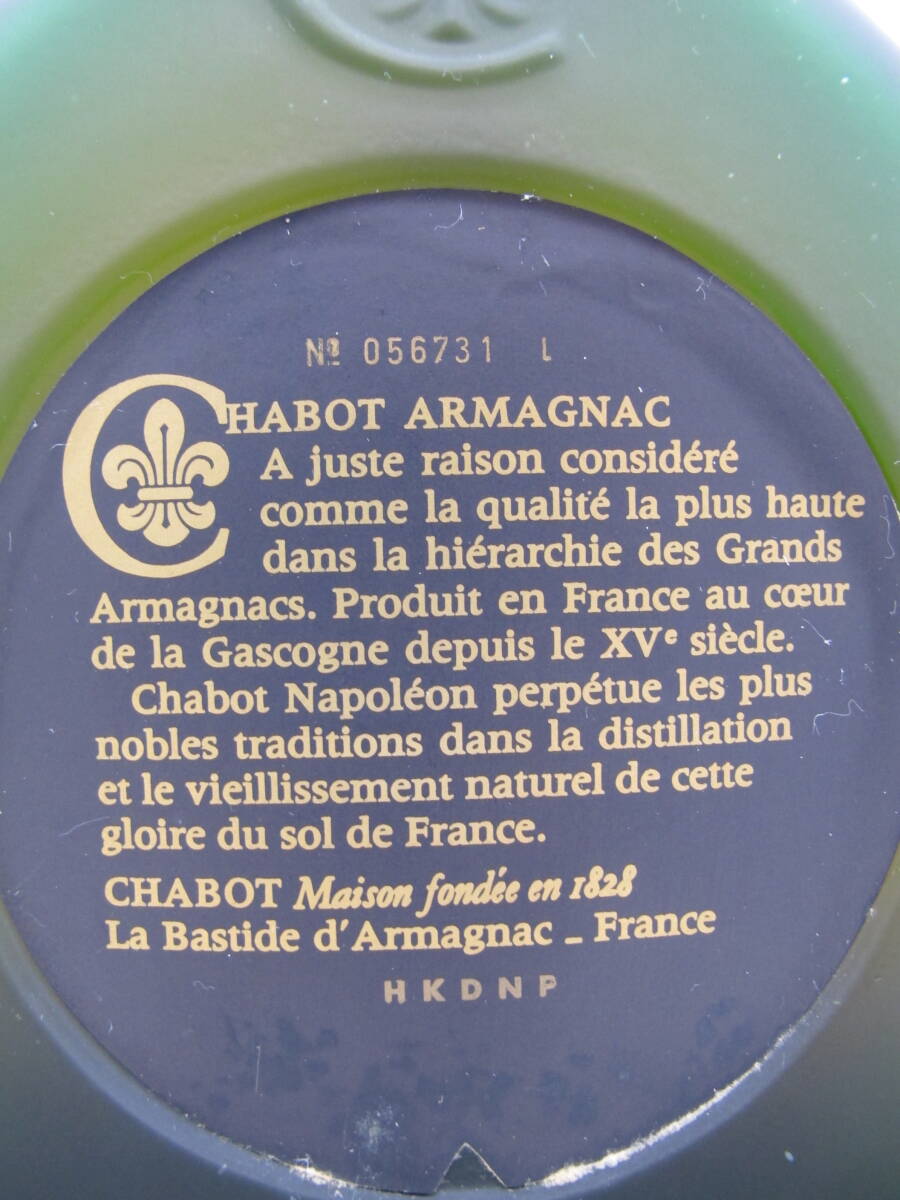 Nº 056731 L
CHABOT ARMAGNAC
A juste raison considéré
comme la qualité la plus haute
dans la hiérarchie des Grands
Armagnacs. Produit en France au cœur
de la Gascogne depuis le XVe siècle.
Chabot Napoléon perpétue les plus
nobles traditions dans la distillation
et le vieillissement naturel de cette
gloire du sol de France.
CHABOT Maison fondée en 1828
La Bastide d'Armagnac - France
HKDNP